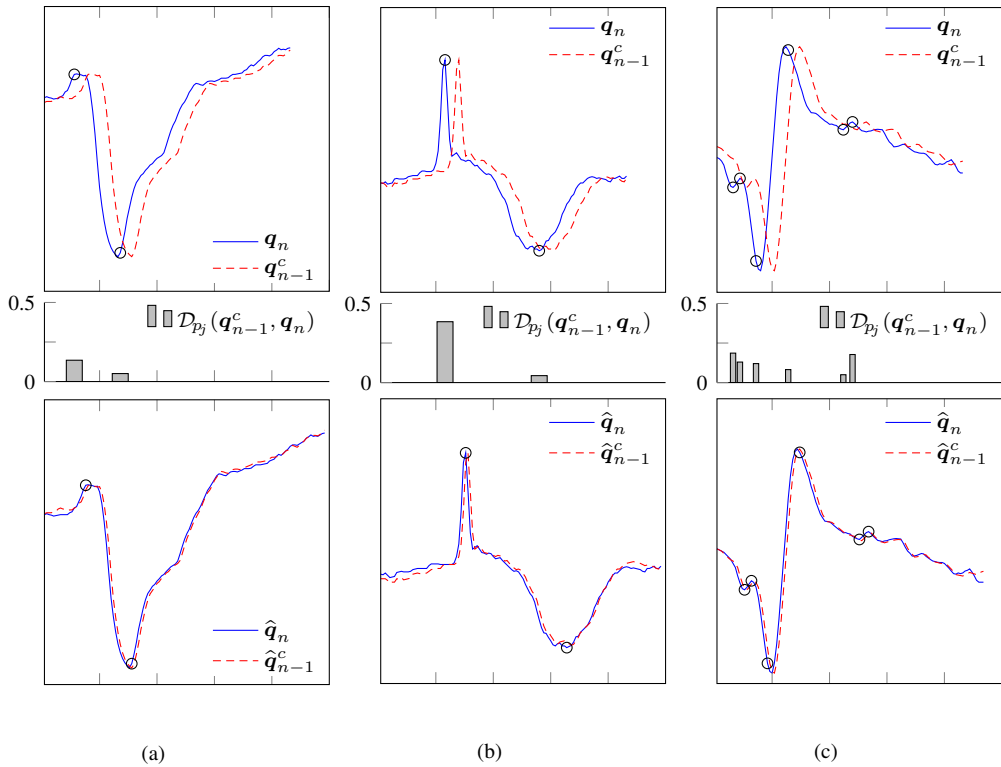 q_n
q^c_{n−1}
q_n
q^c_{n−1}
q_n
q^c_{n−1}
0.5
0
D_{p_j}(q^c_{n−1}, q_n)
0.5
0
D_{p_j}(q^c_{n−1}, q_n)
0.5
0
D_{p_j}(q^c_{n−1}, q_n)
q̂_n
q̂^c_{n−1}
q̂_n
q̂^c_{n−1}
q̂_n
q̂^c_{n−1}
(a)
(b)
(c)